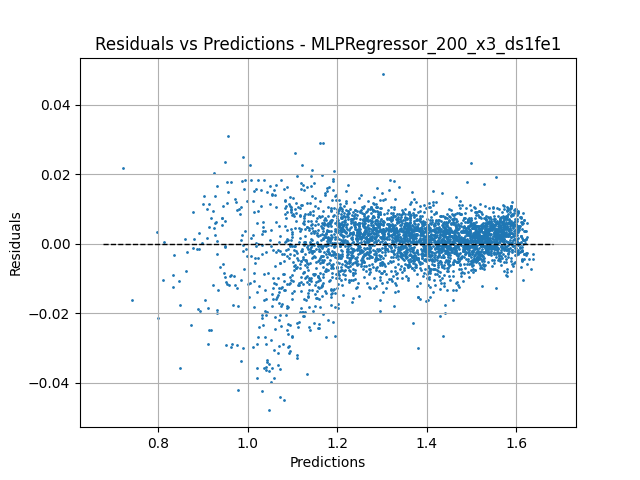 Residuals vs Predictions - MLPRegressor_200_x3_ds1fe1
0.04
0.02
0.00
−0.02
−0.04
Residuals
0.8 1.0 1.2 1.4 1.6
Predictions